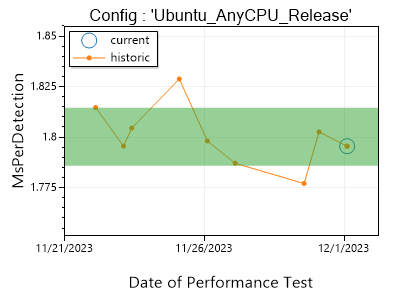 Config : 'Ubuntu_AnyCPU_Release'
current
historic
1.85
1.825
1.8
1.775
MsPerDetection
11/21/2023
11/26/2023
12/1/2023
Date of Performance Test